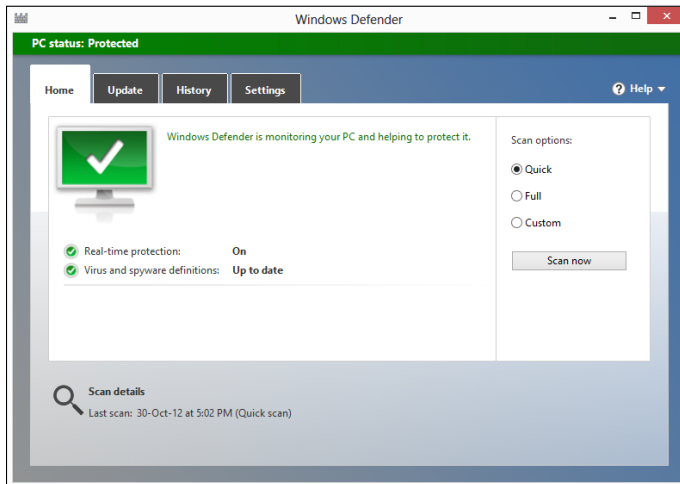 Windows Defender
PC status: Protected
Home
Update
History
Settings
Help
Windows Defender is monitoring your PC and helping to protect it.
Real-time protection: On
Virus and spyware definitions: Up to date
Scan options:
Quick
Full
Custom
Scan now
Scan details
Last scan: 30-Oct-12 at 5:02 PM (Quick scan)